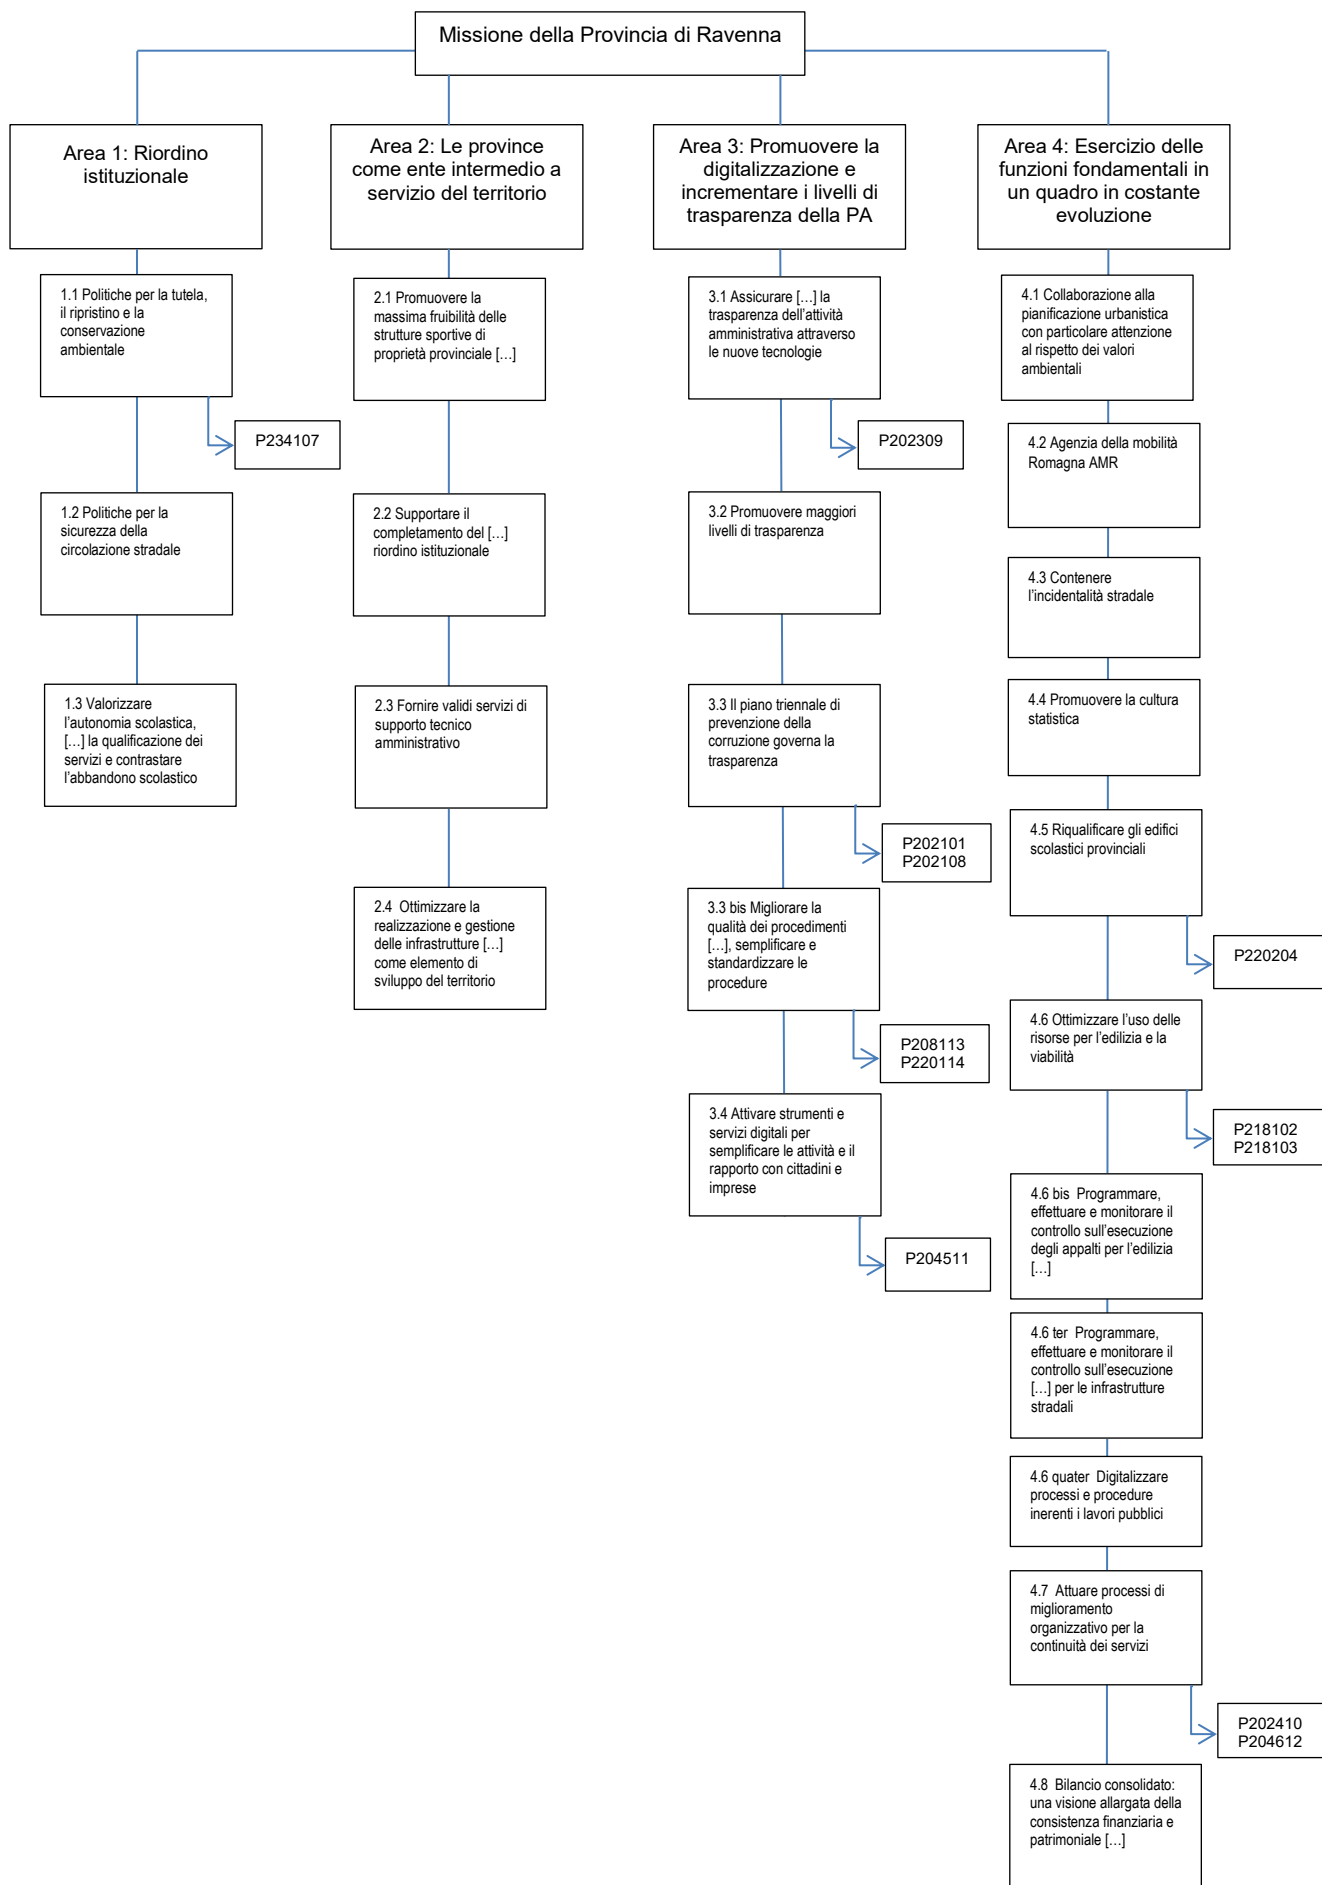 Missione della Provincia di Ravenna
Area 1: Riordino
istituzionale
1.1 Politiche per la tutela,
il ripristino e la
conservazione
ambientale
P234107
1.2 Politiche per la
sicurezza della
circolazione stradale
1.3 Valorizzare
l’autonomia scolastica,
[…] la qualificazione dei
servizi e contrastare
l’abbandono scolastico
Area 2: Le province
come ente intermedio a
servizio del territorio
2.1 Promuovere la
massima fruibilità delle
strutture sportive di
proprietà provinciale […]
2.2 Supportare il
completamento del […]
riordino istituzionale
2.3 Fornire validi servizi di
supporto tecnico
amministrativo
2.4 Ottimizzare la
realizzazione e gestione
delle infrastrutture […]
come elemento di
sviluppo del territorio
Area 3: Promuovere la
digitalizzazione e
incrementare i livelli di
trasparenza della PA
3.1 Assicurare […] la
trasparenza dell’attività
amministrativa attraverso
le nuove tecnologie
P202309
3.2 Promuovere maggiori
livelli di trasparenza
3.3 Il piano triennale di
prevenzione della
corruzione governa la
trasparenza
P202101
P202108
3.3 bis Migliorare la
qualità dei procedimenti
[…], semplificare e
standardizzare le
procedure
P208113
P220114
3.4 Attivare strumenti e
servizi digitali per
semplificare le attività e il
rapporto con cittadini e
imprese
P204511
Area 4: Esercizio delle
funzioni fondamentali in
un quadro in costante
evoluzione
4.1 Collaborazione alla
pianificazione urbanistica
con particolare attenzione
al rispetto dei valori
ambientali
4.2 Agenzia della mobilità
Romagna AMR
4.3 Contenere
l’incidentalità stradale
4.4 Promuovere la cultura
statistica
4.5 Riqualificare gli edifici
scolastici provinciali
P220204
4.6 Ottimizzare l’uso delle
risorse per l’edilizia e la
viabilità
P218102
P218103
4.6 bis Programmare,
effettuare e monitorare il
controllo sull’esecuzione
degli appalti per l’edilizia
[…]
4.6 ter Programmare,
effettuare e monitorare il
controllo sull’esecuzione
[…] per le infrastrutture
stradali
4.6 quater Digitalizzare
processi e procedure
inerenti i lavori pubblici
4.7 Attuare processi di
miglioramento
organizzativo per la
continuità dei servizi
P202410
P204612
4.8 Bilancio consolidato:
una visione allargata della
consistenza finanziaria e
patrimoniale […]